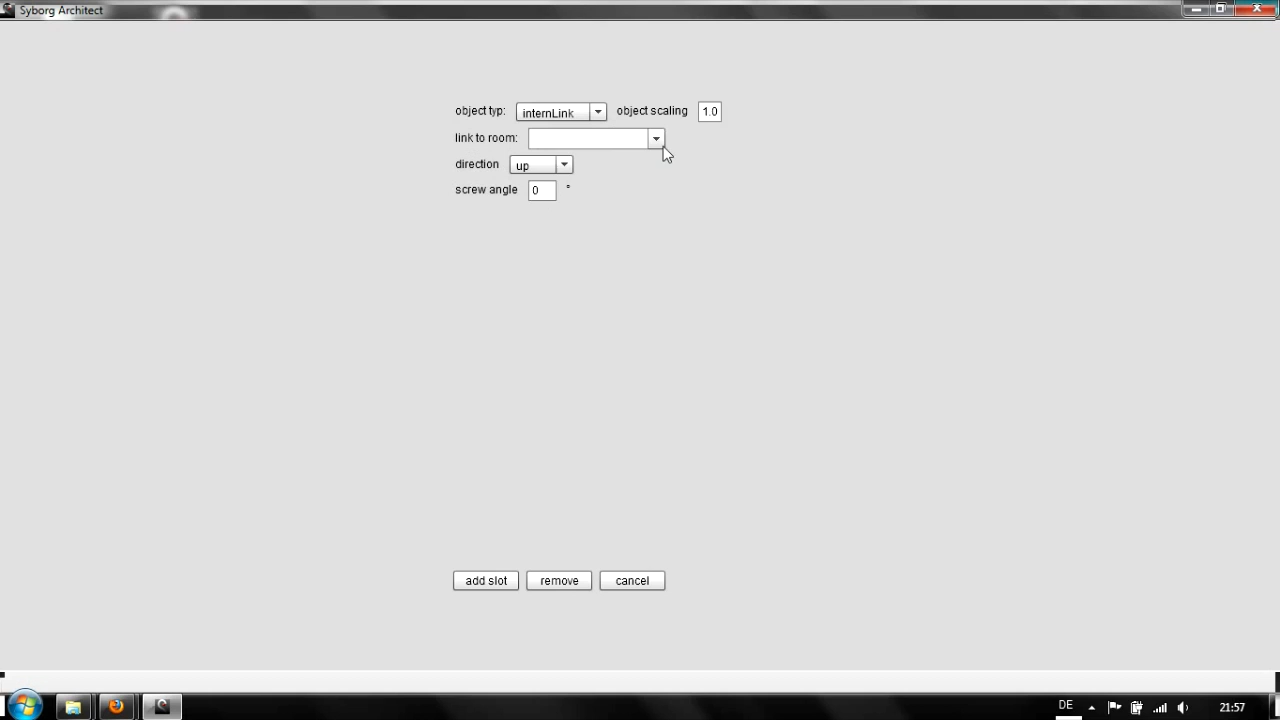 Syborg Architect
object typ: internLink object scaling 1.0
link to room:
direction up
screw angle 0 °
add slot remove cancel
DE 21:57